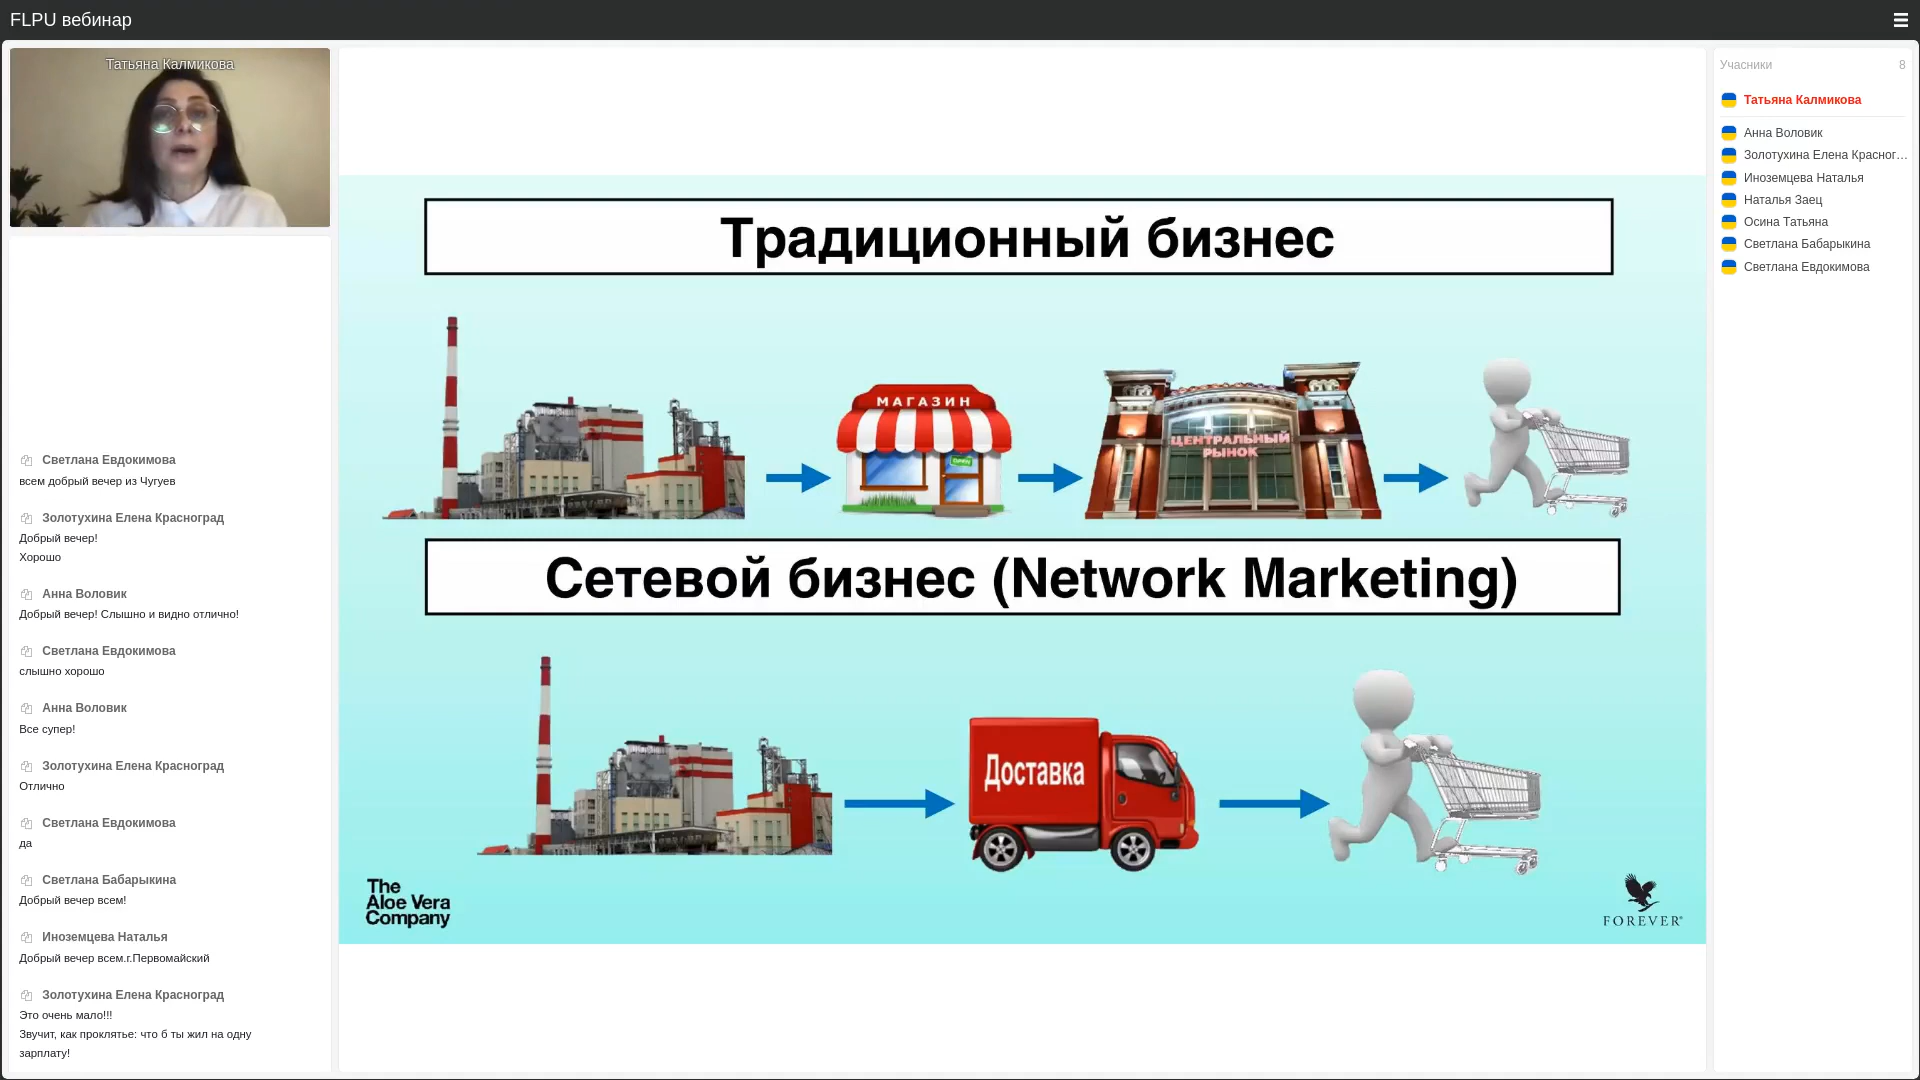 FLPU вебинар
Татьяна Калмикова
Светлана Евдокимова
всем добрый вечер из Чугуев
Золотухина Елена Красноград
Добрый вечер!
Хорошо
Анна Воловик
Добрый вечер! Слышно и видно отлично!
Светлана Евдокимова
слышно хорошо
Анна Воловик
Все супер!
Золотухина Елена Красноград
Отлично
Светлана Евдокимова
да
Светлана Бабарыкина
Добрый вечер всем!
Иноземцева Наталья
Добрый вечер всем.г.Первомайский
Золотухина Елена Красноград
Это очень мало!!!
Звучит, как проклятье: что б ты жил на одну
зарплату!
Традиционный бизнес
МАГАЗИН
OPEN
ЦЕНТРАЛЬНЫЙ
РЫНОК
Сетевой бизнес (Network Marketing)
Доставка
The
Aloe Vera
Company
FOREVER®
Учасники 8
Татьяна Калмикова
Анна Воловик
Золотухина Елена Красног...
Иноземцева Наталья
Наталья Заец
Осина Татьяна
Светлана Бабарыкина
Светлана Евдокимова